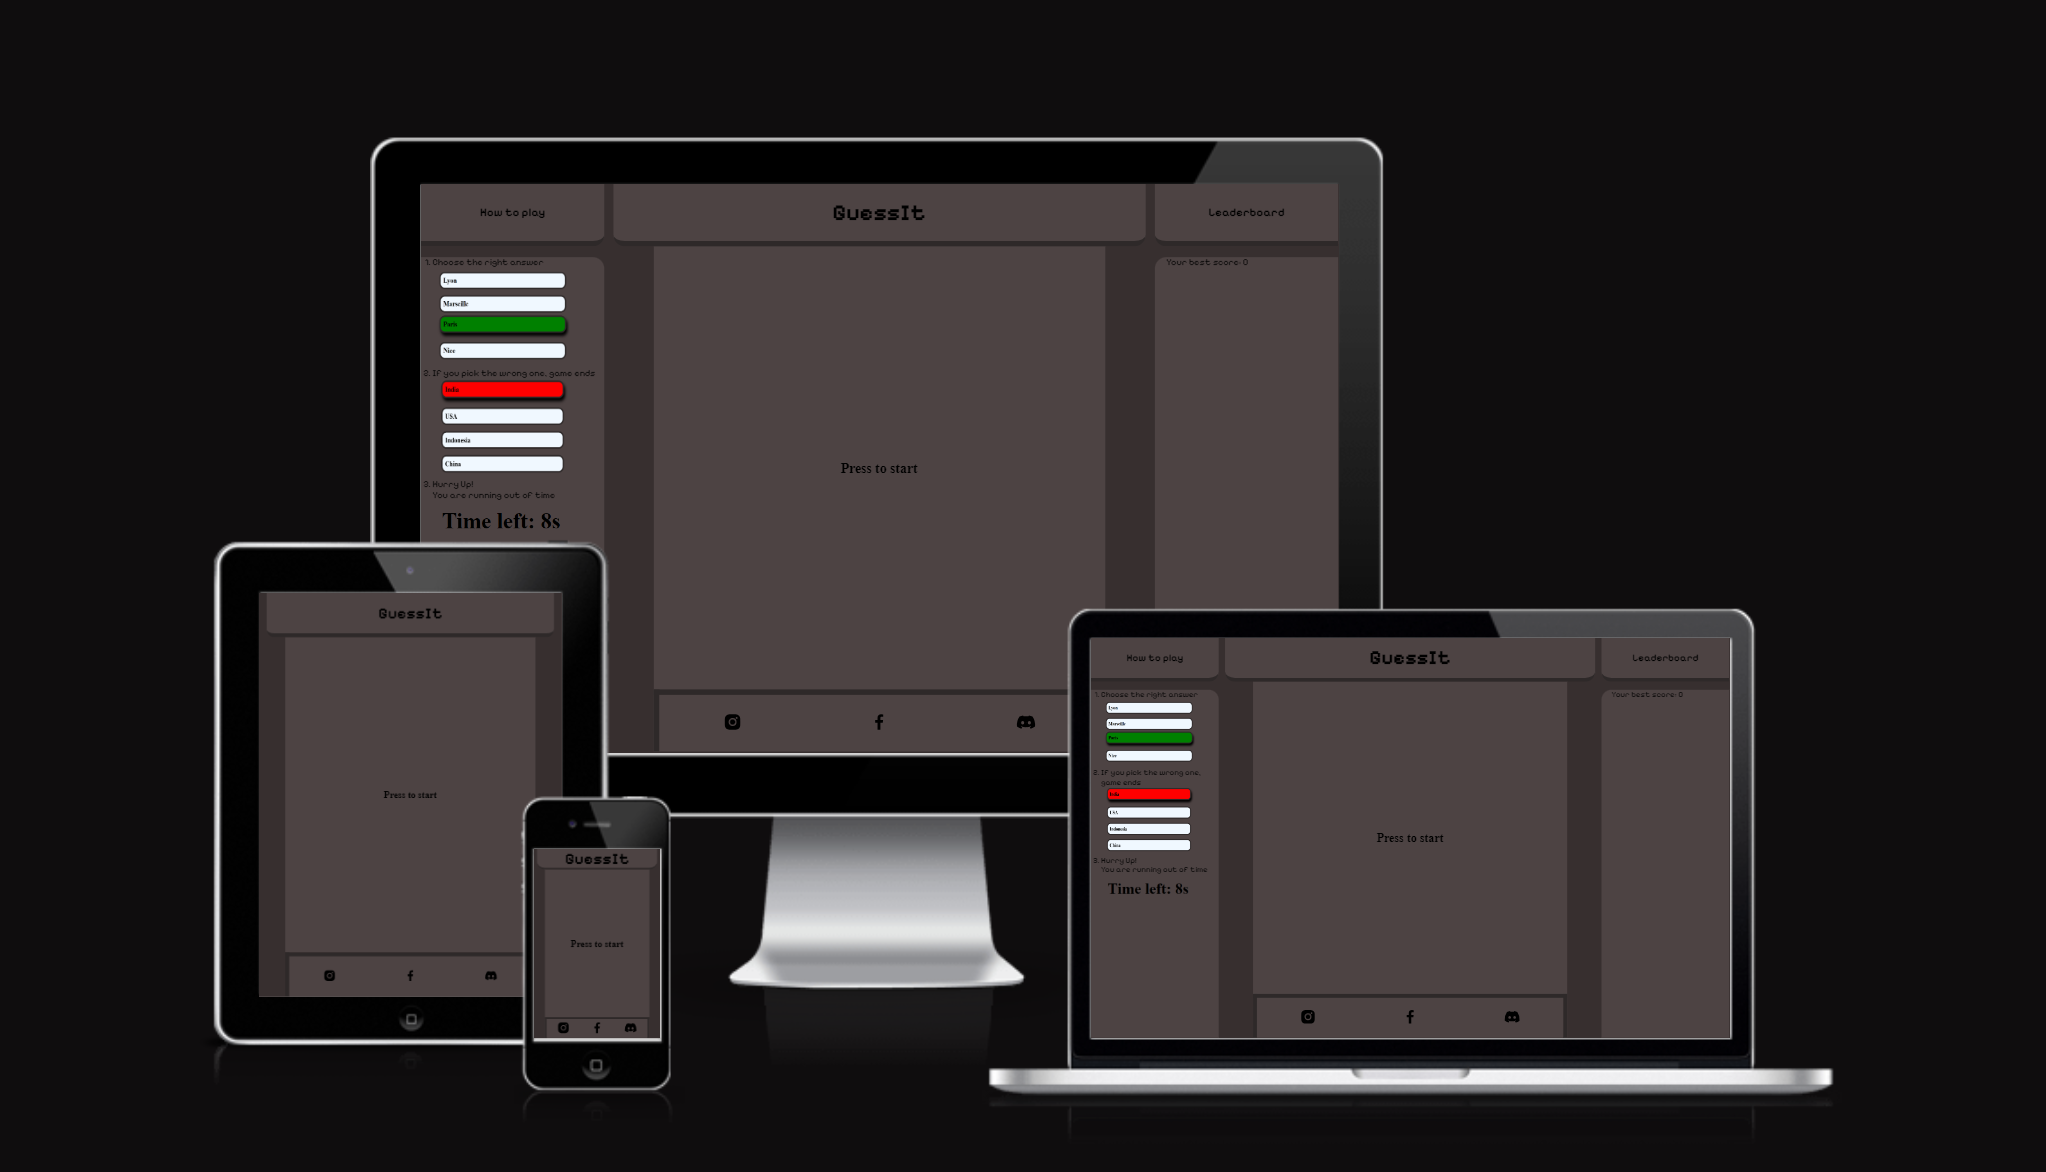 How to play
GuessIt
Leaderboard
1. Choose the right answer
Lyon
Marseille
Paris
Nice
2. If you pick the wrong one, game ends
India
USA
Indonesia
China
3. Hurry Up!
You are running out of time
Time left: 8s
Press to start
Your best score: 0
GuessIt
Press to start
GuessIt
Press to start
How to play
GuessIt
Leaderboard
1. Choose the right answer
Lyon
Marseille
Paris
Nice
2. If you pick the wrong one,
game ends
India
USA
Indonesia
China
3. Hurry Up!
You are running out of time
Time left: 8s
Press to start
Your best score: 0